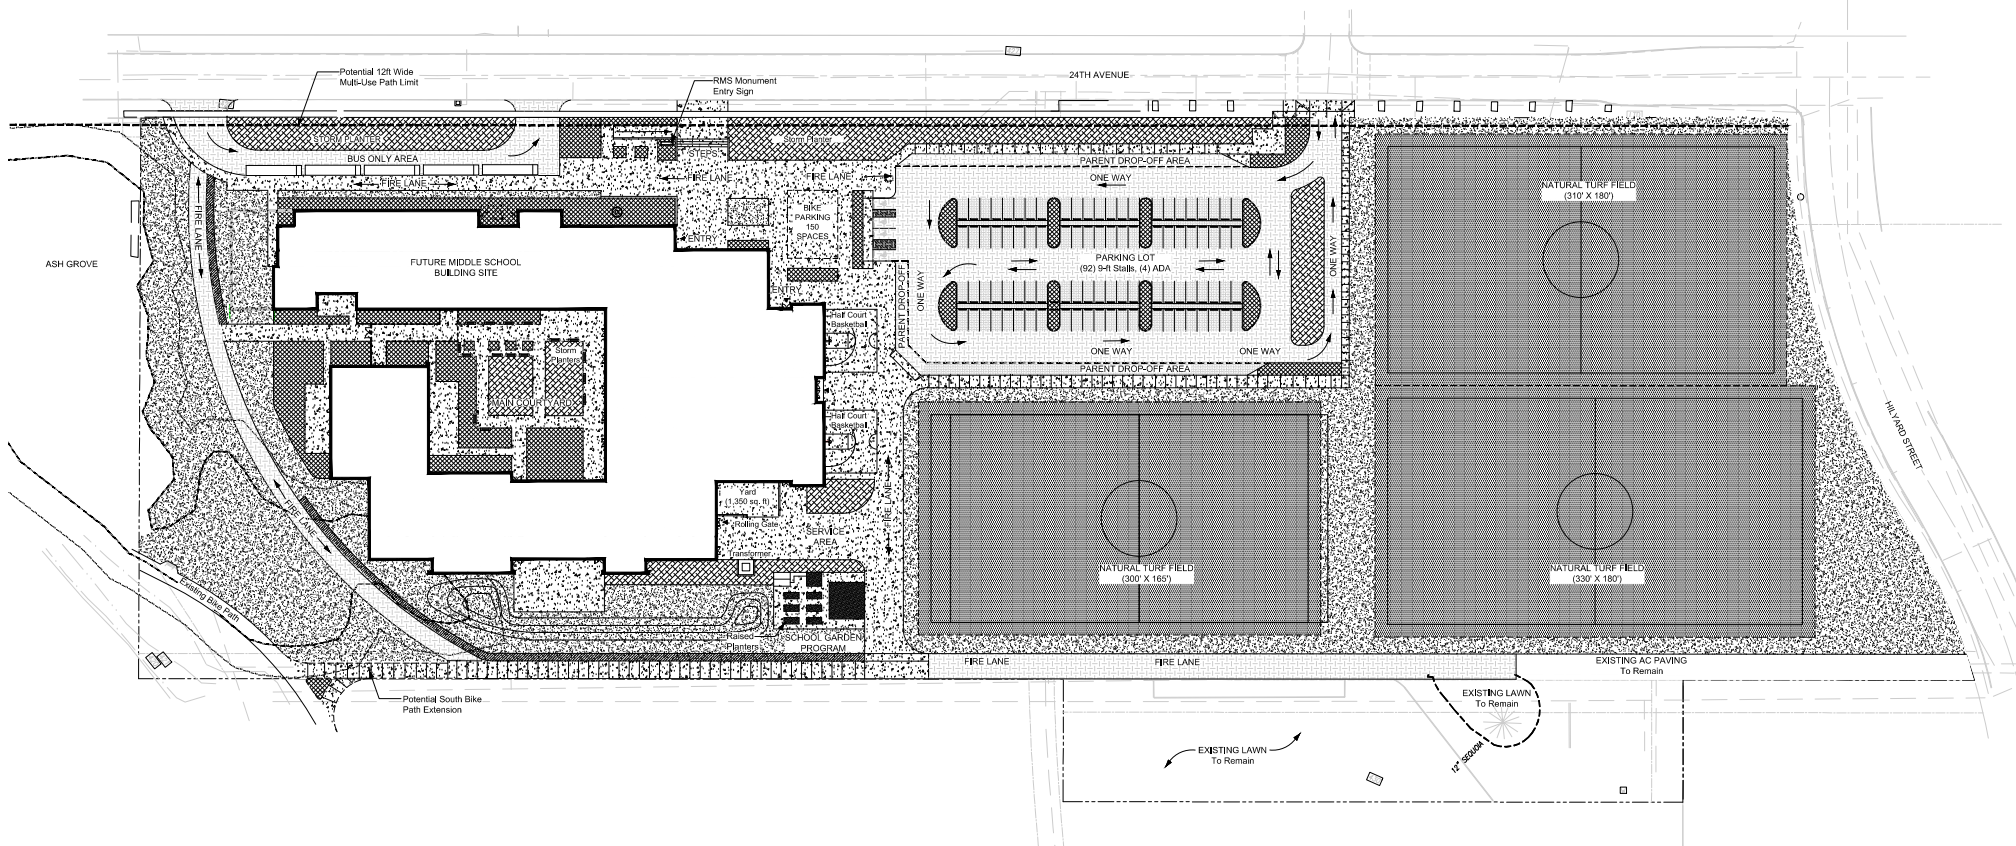 24TH AVENUE
Potential 12ft Wide
Multi-Use Path Limit
RMS Monument
Entry Sign
STORM PLANTER
BUS ONLY AREA
STEPS
Storm Planter
PARENT DROP-OFF AREA
FIRE LANE
FIRE LANE
FIRE LANE
ONE WAY
NATURAL TURF FIELD
(310' X 180')
FIRE LANE
BIKE
PARKING
150
SPACES
ENTRY
ASH GROVE
FUTURE MIDDLE SCHOOL
BUILDING SITE
PARKING LOT
(92) 9-ft Stalls, (4) ADA
ONE WAY
ONE WAY
PARENT DROP-OFF
ENTRY
Half Court
Basketball
Storm
Planters
ONE WAY
ONE WAY
PARENT DROP-OFF AREA
MAIN COURTYARD
Half Court
Basketball
HILYARD STREET
Yard
(1,350 sq. ft)
FIRE LANE
Rolling Gate
SERVICE
AREA
FIRE LANE
Transformer
NATURAL TURF FIELD
(300' X 165')
NATURAL TURF FIELD
(330' X 180')
Existing Bike Path
Raised
Planters
SCHOOL GARDEN
PROGRAM
FIRE LANE
FIRE LANE
EXISTING AC PAVING
To Remain
Potential South Bike
Path Extension
EXISTING LAWN
To Remain
EXISTING LAWN
To Remain
12" SEQUOIA